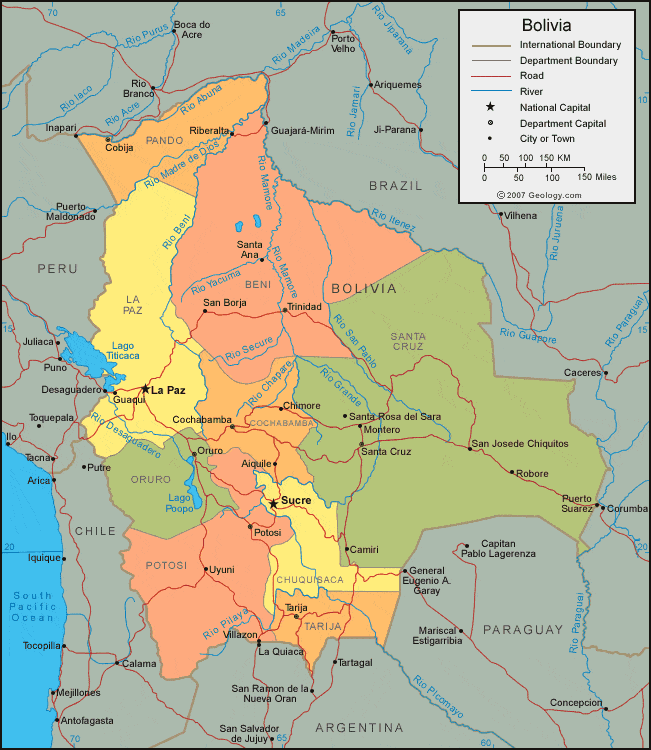 Bolivia
International Boundary
Department Boundary
Road
River
National Capital
Department Capital
City or Town
0 50 100 150 KM
0 50 100 150 Miles
© 2007 Geology.com
70
65
10
10
15
15
20
20
70
65
60
Boca do
Acre
Rio Purus
Rio Madeira
Porto
Velho
Rio Jiparana
Rio Iaco
Rio Acre
Rio
Branco
Rio Abuna
Ariquemes
Rio Jamari
Ji-Parana
Inapari
Cobija
PANDO
Riberalta
Guajará-Mirim
Rio Madre de Dios
Rio Mamore
Puerto
Maldonado
BRAZIL
Vilhena
Rio Itenez
Rio Juruena
Rio Beni
PERU
Santa
Ana
Rio Yacuma
BENI
Rio Mamore
BOLIVIA
LA
PAZ
San Borja
Trinidad
Rio San Pablo
SANTA
CRUZ
Rio Guapore
Rio Paraguai
Juliaca
Lago
Titicaca
Rio Secure
Puno
Caceres
Desaguadero
Guaqui
La Paz
Rio Chapare
Rio Grande
Chimore
Toquepala
Rio Desaguadero
Cochabamba
COCHABAMBA
Santa Rosa del Sara
Montero
Santa Cruz
San Josede Chiquitos
Ilo
Tacna
Putre
Oruro
Aiquile
Robore
Arica
ORURO
Lago
Poopo
Sucre
Puerto
Suarez
Corumba
CHILE
Potosi
Iquique
POTOSI
Uyuni
Camiri
Capitan
Pablo Lagerenza
General
Eugenio A.
Garay
CHUQUISACA
South
Pacific
Ocean
Tarija
TARIJA
Rio Pilaya
Villazon
La Quiaca
Mariscal
Estigarribia
PARAGUAY
Rio Paraguai
Tocopilla
Calama
Tartagal
Rio Plcomayo
San Ramon de la
Nueva Oran
Mejillones
Antofagasta
San Salvador
de Jujuy
ARGENTINA
Concepcion